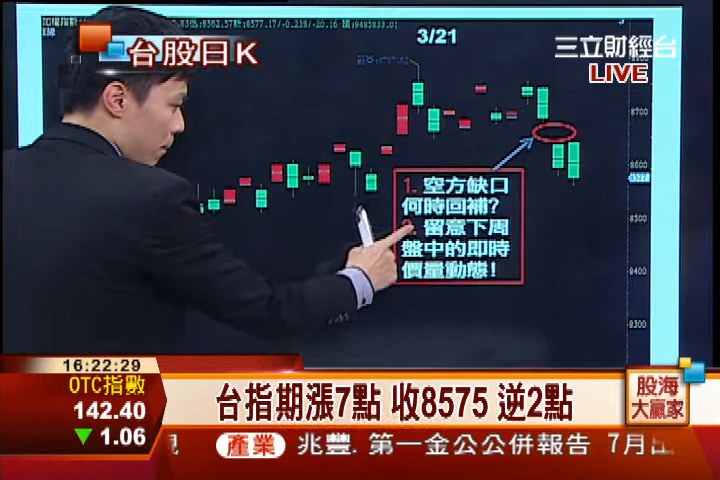 台股日K
3/21
三立財經台
LIVE
8700
8600
8500
8400
8300
1. 空方缺口
何時回補?
2. 留意下周
盤中的即時
價量動態!
16:22:29
OTC指數
142.40
▼1.06
台指期漲7點 收8575 逆2點
股海
大贏家
產業 兆豐. 第一金公公併報告 7月出